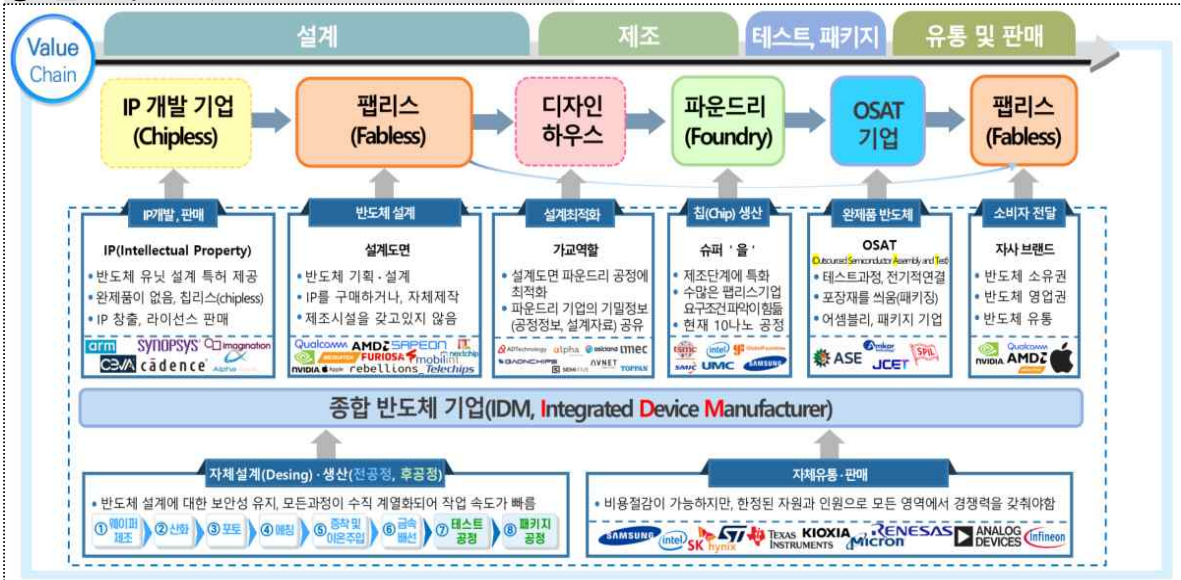 Value
Chain
설계
제조
테스트, 패키지
유통 및 판매
IP 개발 기업
(Chipless)
팹리스
(Fabless)
디자인
하우스
파운드리
(Foundry)
OSAT
기업
팹리스
(Fabless)
IP개발, 판매
IP(Intellectual Property)
• 반도체 유닛 설계 특허 제공
• 완제품이 없음, 칩리스(chipless)
• IP 창출, 라이선스 판매
arm SYNOPSYS imagination
CEVA cādence Alpha
반도체 설계
설계도면
• 반도체 기획·설계
• IP를 구매하거나, 자체제작
• 제조시설을 갖고있지 않음
Qualcomm AMD SAPEON nextchip
MEDIATEK FURIOSA mobilint
NVIDIA Apple rebellions_ Telechips
설계최적화
가교역할
• 설계도면 파운드리 공정에
최적화
• 파운드리 기업의 기밀정보
(공정정보, 설계자료) 공유
ADTechnology alpha asicland imec
GAONCHIPS SEMIFIVE AVNET TOPPAN
칩(Chip) 생산
슈퍼 ' 을 '
• 제조단계에 특화
• 수많은 팹리스기업
요구조건 파악이 힘듦
• 현재 10나노 공정
tsmc intel GlobalFoundries
SMIC UMC SAMSUNG
완제품 반도체
OSAT
(Outsourced Semiconductor Assembly and Test)
• 테스트과정, 전기적연결
• 포장재를 씌움(패키징)
• 어셈블리, 패키지 기업
ASE Amkor JCET SPIL
소비자 전달
자사 브랜드
• 반도체 소유권
• 반도체 영업권
• 반도체 유통
NVIDIA Qualcomm AMD MEDIATEK
종합 반도체 기업(IDM, Integrated Device Manufacturer)
자체설계(Desing)·생산(전공정, 후공정)
• 반도체 설계에 대한 보안성 유지, 모든과정이 수직 계열화되어 작업 속도가 빠름
① 웨이퍼 제조 ② 산화 ③ 포토 ④ 에칭 ⑤ 증착 및 이온주입 ⑥ 금속 배선 ⑦ 테스트 공정 ⑧ 패키지 공정
자체유통·판매
• 비용절감이 가능하지만, 한정된 자원과 인원으로 모든 영역에서 경쟁력을 갖춰야함
SAMSUNG intel SK hynix ST TEXAS INSTRUMENTS KIOXIA Micron RENESAS ANALOG DEVICES infineon